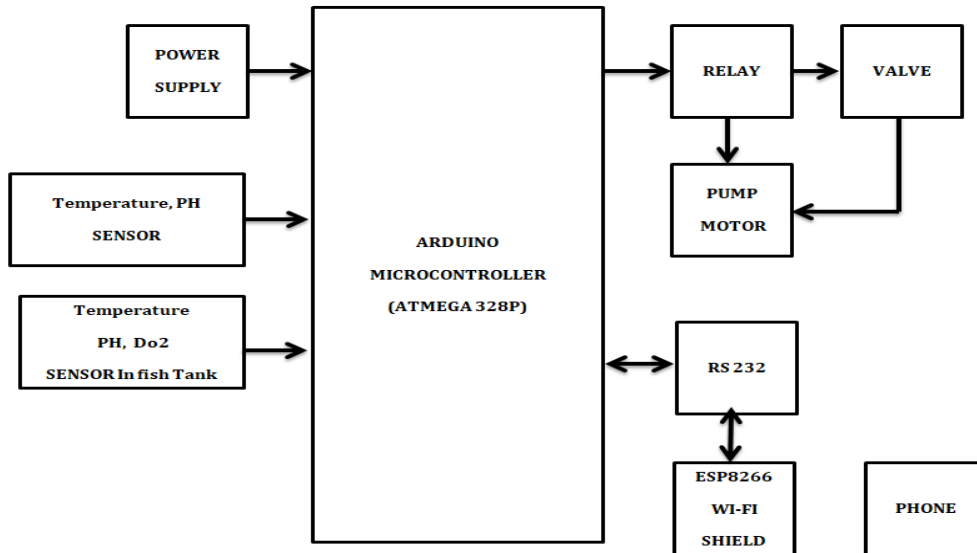 POWER
SUPPLY
RELAY
VALVE
Temperature, PH
SENSOR
PUMP
MOTOR
ARDUINO
MICROCONTROLLER
(ATMEGA 328P)
Temperature
PH, Do2
SENSOR In fish Tank
RS 232
ESP8266
WI-FI
SHIELD
PHONE